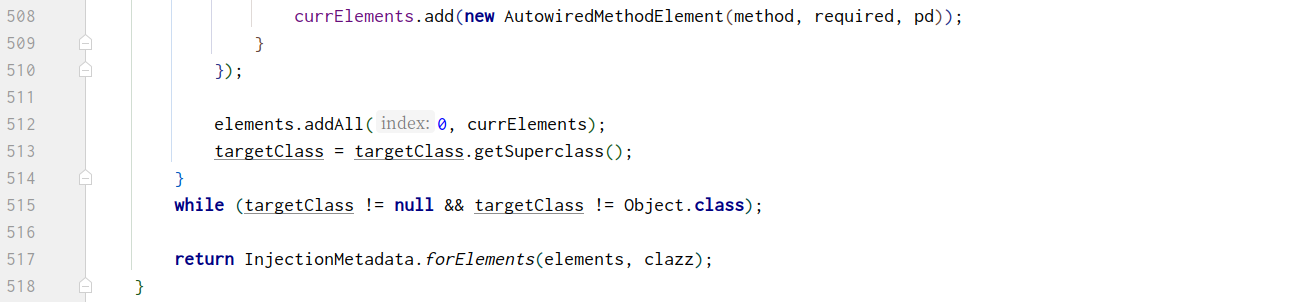 508 currElements.add(new AutowiredMethodElement(method, required, pd));
509 }
510 });
511
512 elements.addAll( index: 0, currElements);
513 targetClass = targetClass.getSuperclass();
514 }
515 while (targetClass != null && targetClass != Object.class);
516
517 return InjectionMetadata.forElements(elements, clazz);
518 }